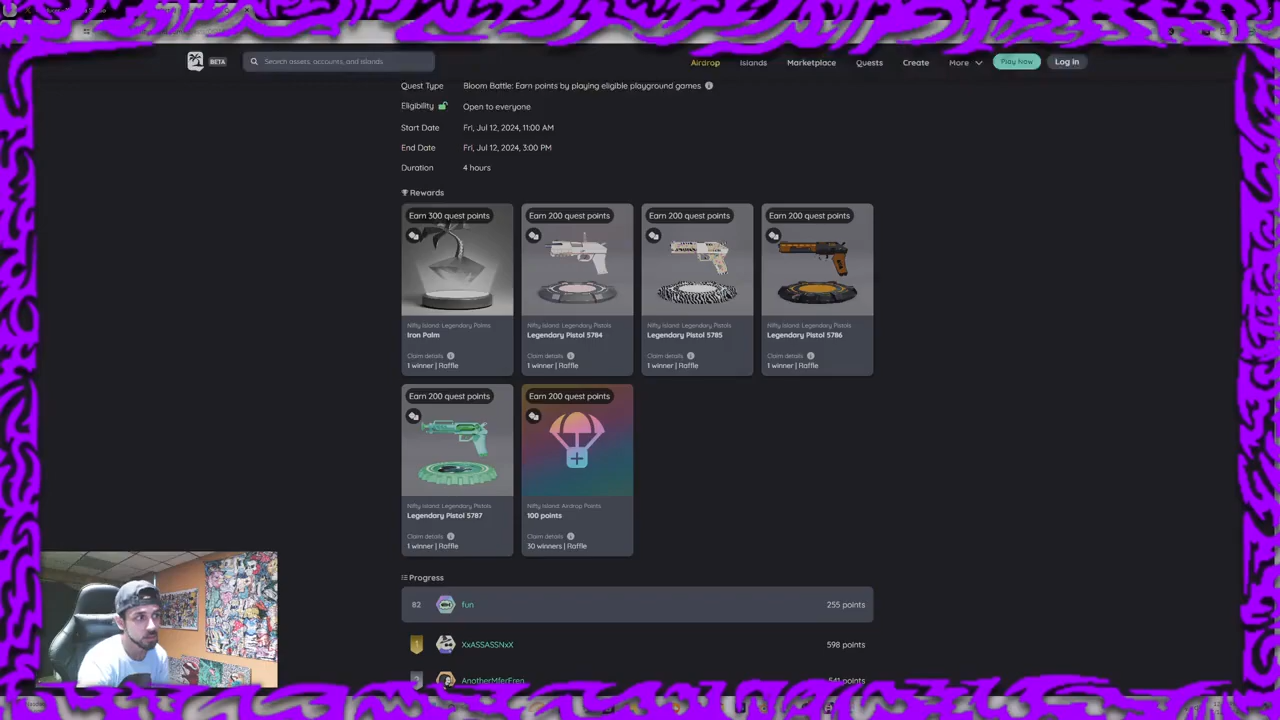 BETA
Search assets, accounts, and islands
Airdrop
Islands
Marketplace
Quests
Create
More
Play Now
Log in
Quest Type
Bloom Battle: Earn points by playing eligible playground games
Eligibility
Open to everyone
Start Date
Fri, Jul 12, 2024, 11:00 AM
End Date
Fri, Jul 12, 2024, 3:00 PM
Duration
4 hours
Rewards
Earn 300 quest points
Nifty Island: Legendary Palms
Iron Palm
Claim details
1 winner | Raffle
Earn 200 quest points
Nifty Island: Legendary Pistols
Legendary Pistol 5784
Claim details
1 winner | Raffle
Earn 200 quest points
Nifty Island: Legendary Pistols
Legendary Pistol 5785
Claim details
1 winner | Raffle
Earn 200 quest points
Nifty Island: Legendary Pistols
Legendary Pistol 5786
Claim details
1 winner | Raffle
Earn 200 quest points
Nifty Island: Legendary Pistols
Legendary Pistol 5787
Claim details
1 winner | Raffle
Earn 200 quest points
Nifty Island: Airdrop Points
100 points
Claim details
30 winners | Raffle
Progress
82
fun
255 points
1
XxASSASSNxX
598 points
AnotherMferFren
541 points